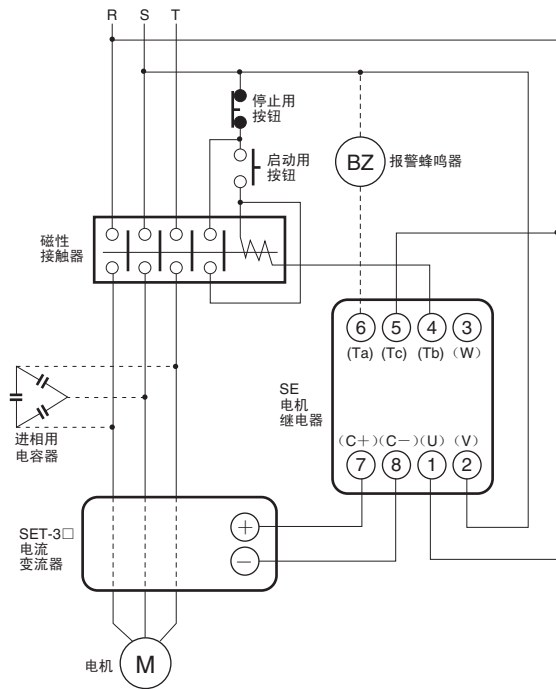 R S T
停止用
按钮
启动用
按钮
BZ
报警蜂鸣器
磁性
接触器
6 5 4 3
(Ta) (Tc) (Tb) (W)
SE
电机
继电器
(C+) (C-) (U) (V)
7 8 1 2
进相用
电容器
SET-3□
电流
变流器
+
−
电机
M